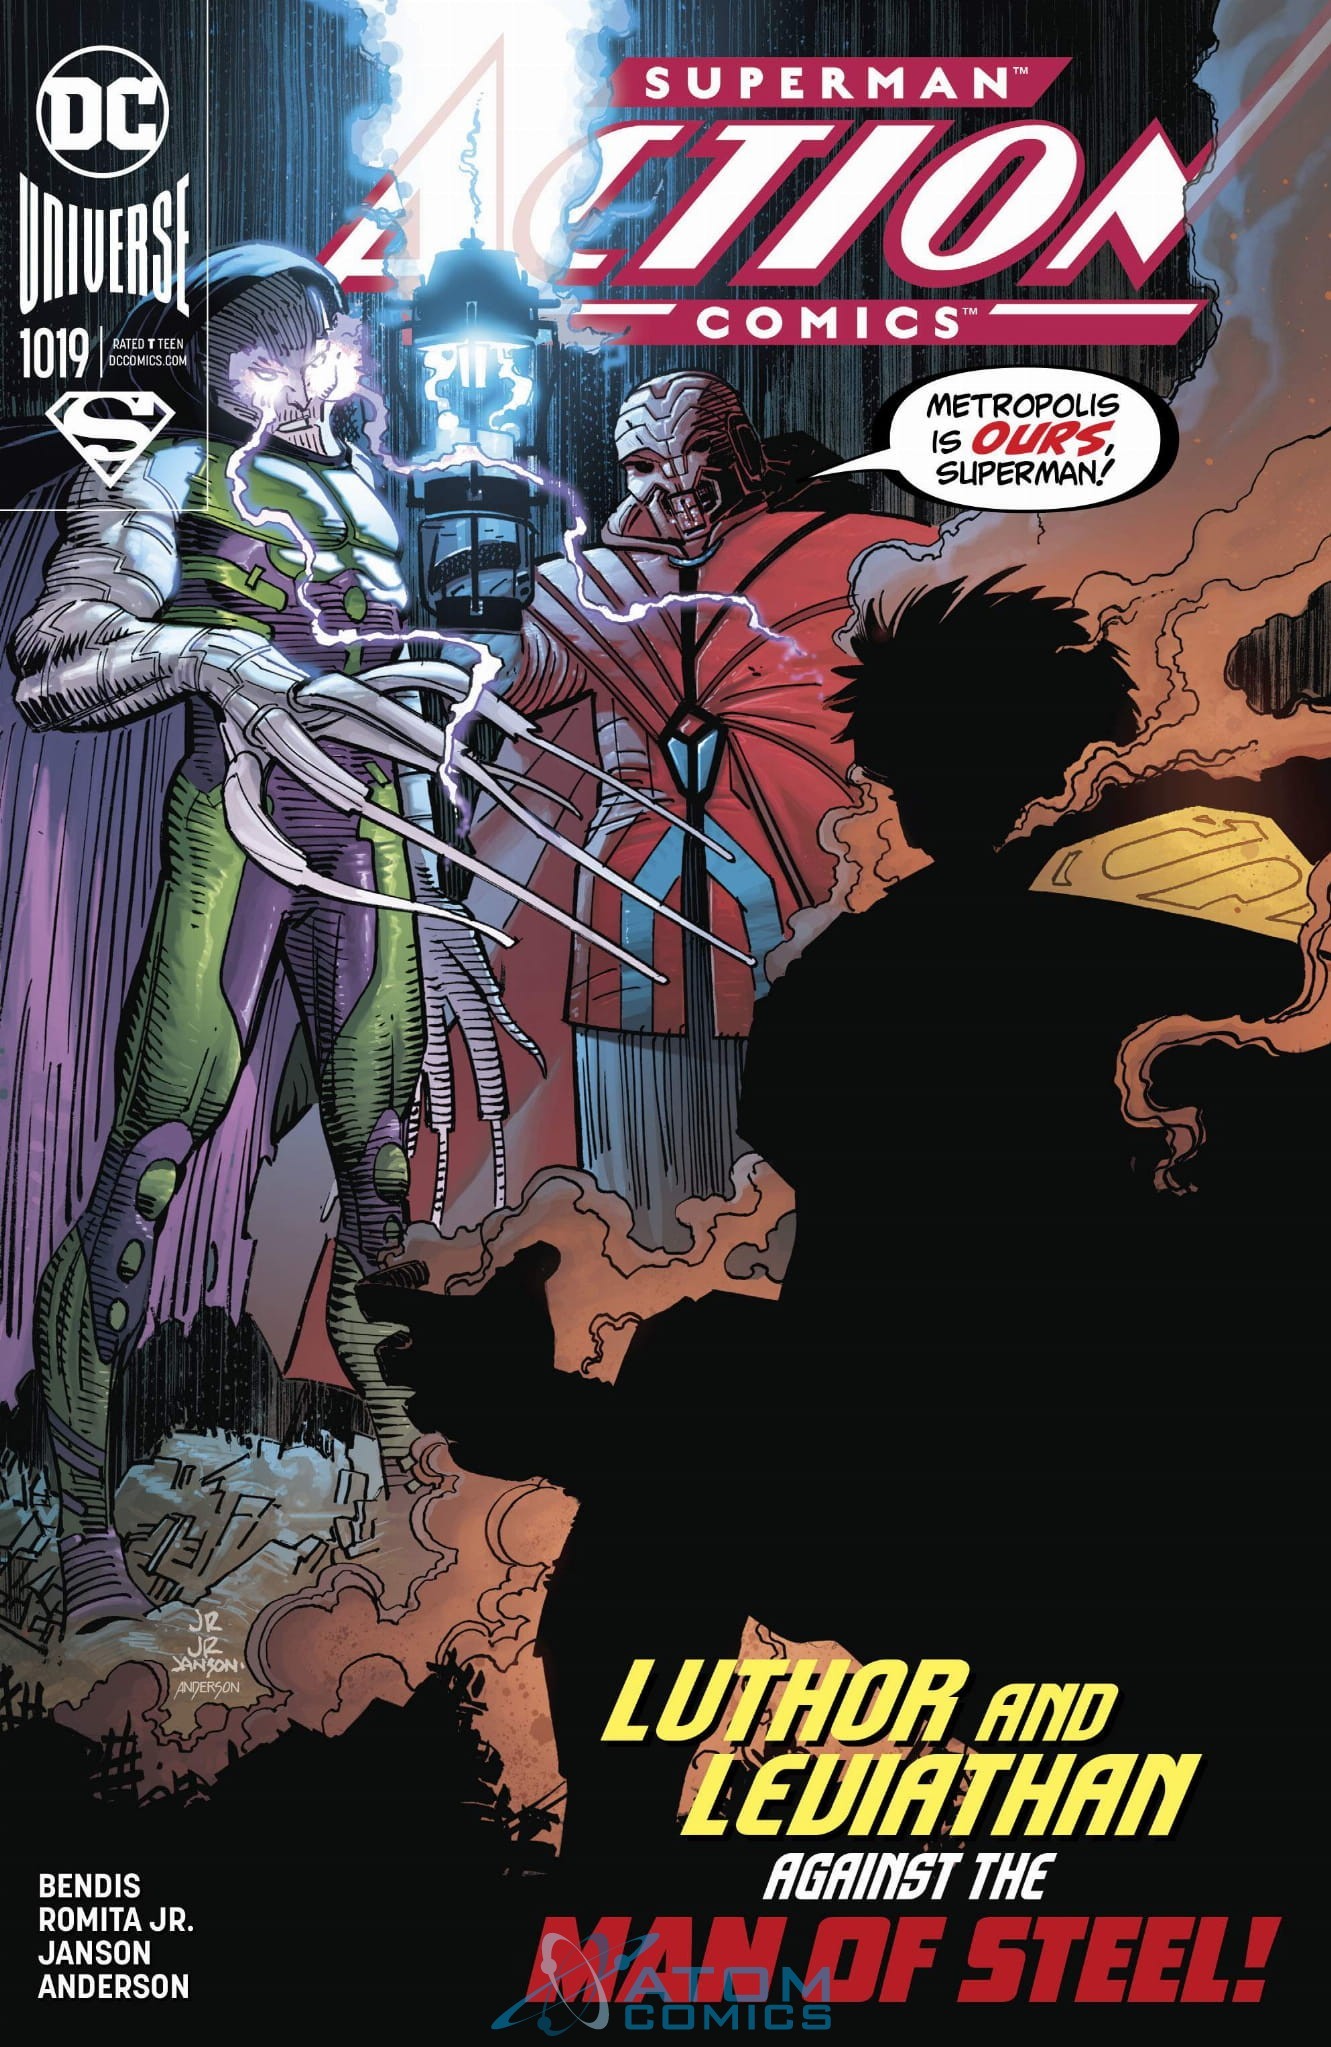 SUPERMAN™
ACTION
COMICS™
DC
UNIVERSE
1019
RATED T TEEN
DCCOMICS.COM
S
METROPOLIS
IS OURS,
SUPERMAN!
JR
JR
JANSON.
ANDERSON
LUTHOR AND
LEVIATHAN
AGAINST THE
MAN OF STEEL!
BENDIS
ROMITA JR.
JANSON
ANDERSON
ATOM
COMICS